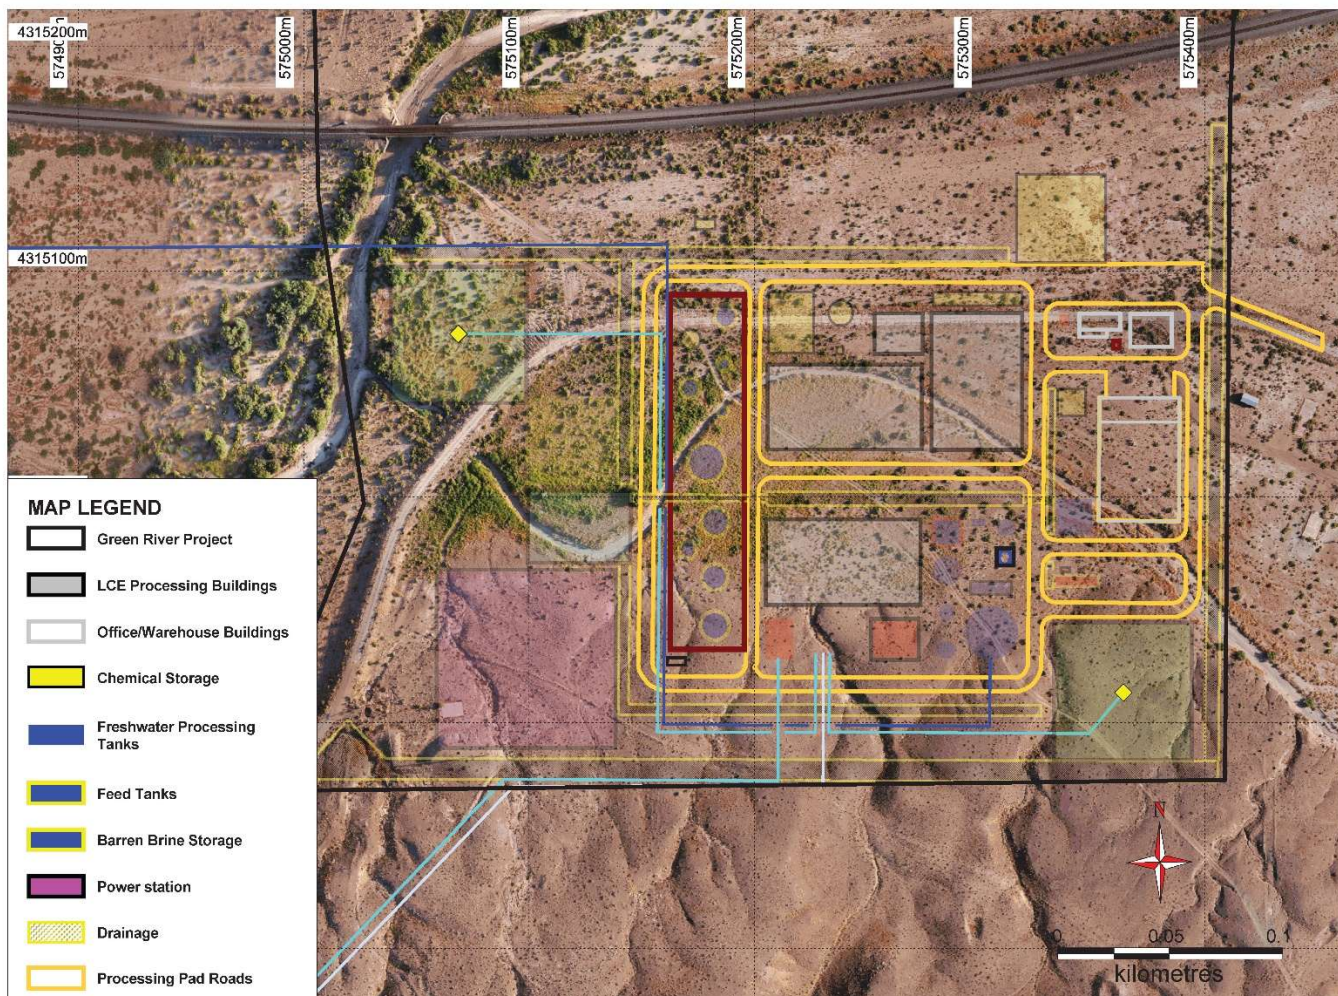 4315200m
57490
575000m
575100m
575200m
575300m
575400m
4315100m
MAP LEGEND
Green River Project
LCE Processing Buildings
Office/Warehouse Buildings
Chemical Storage
Freshwater Processing
Tanks
Feed Tanks
Barren Brine Storage
Power station
Drainage
Processing Pad Roads
N
0 0.05 0.1
kilometres